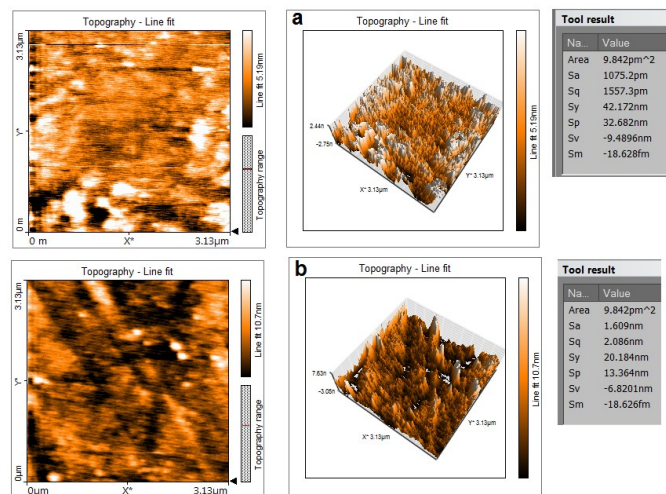 Topography - Line fit
3.13µm
Y*
0 m
0 m
X*
3.13µm
Line fit 5.19nm
Topography range
a
Topography - Line fit
2.44n
-2.75n
X* 3.13µm
Y* 3.13µm
Line fit 5.19nm
Tool result
Na... Value
Area 9.842pm^2
Sa 1075.2pm
Sq 1557.3pm
Sy 42.172nm
Sp 32.682nm
Sv -9.4896nm
Sm -18.628fm
Topography - Line fit
3.13µm
Y*
0µm
0µm
X*
3.13µm
Line fit 10.7nm
Topography range
b
Topography - Line fit
7.63n
-3.05n
X* 3.13µm
Y* 3.13µm
Line fit 10.7nm
Tool result
Na... Value
Area 9.842pm^2
Sa 1.609nm
Sq 2.086nm
Sy 20.184nm
Sp 13.364nm
Sv -6.8201nm
Sm -18.626fm